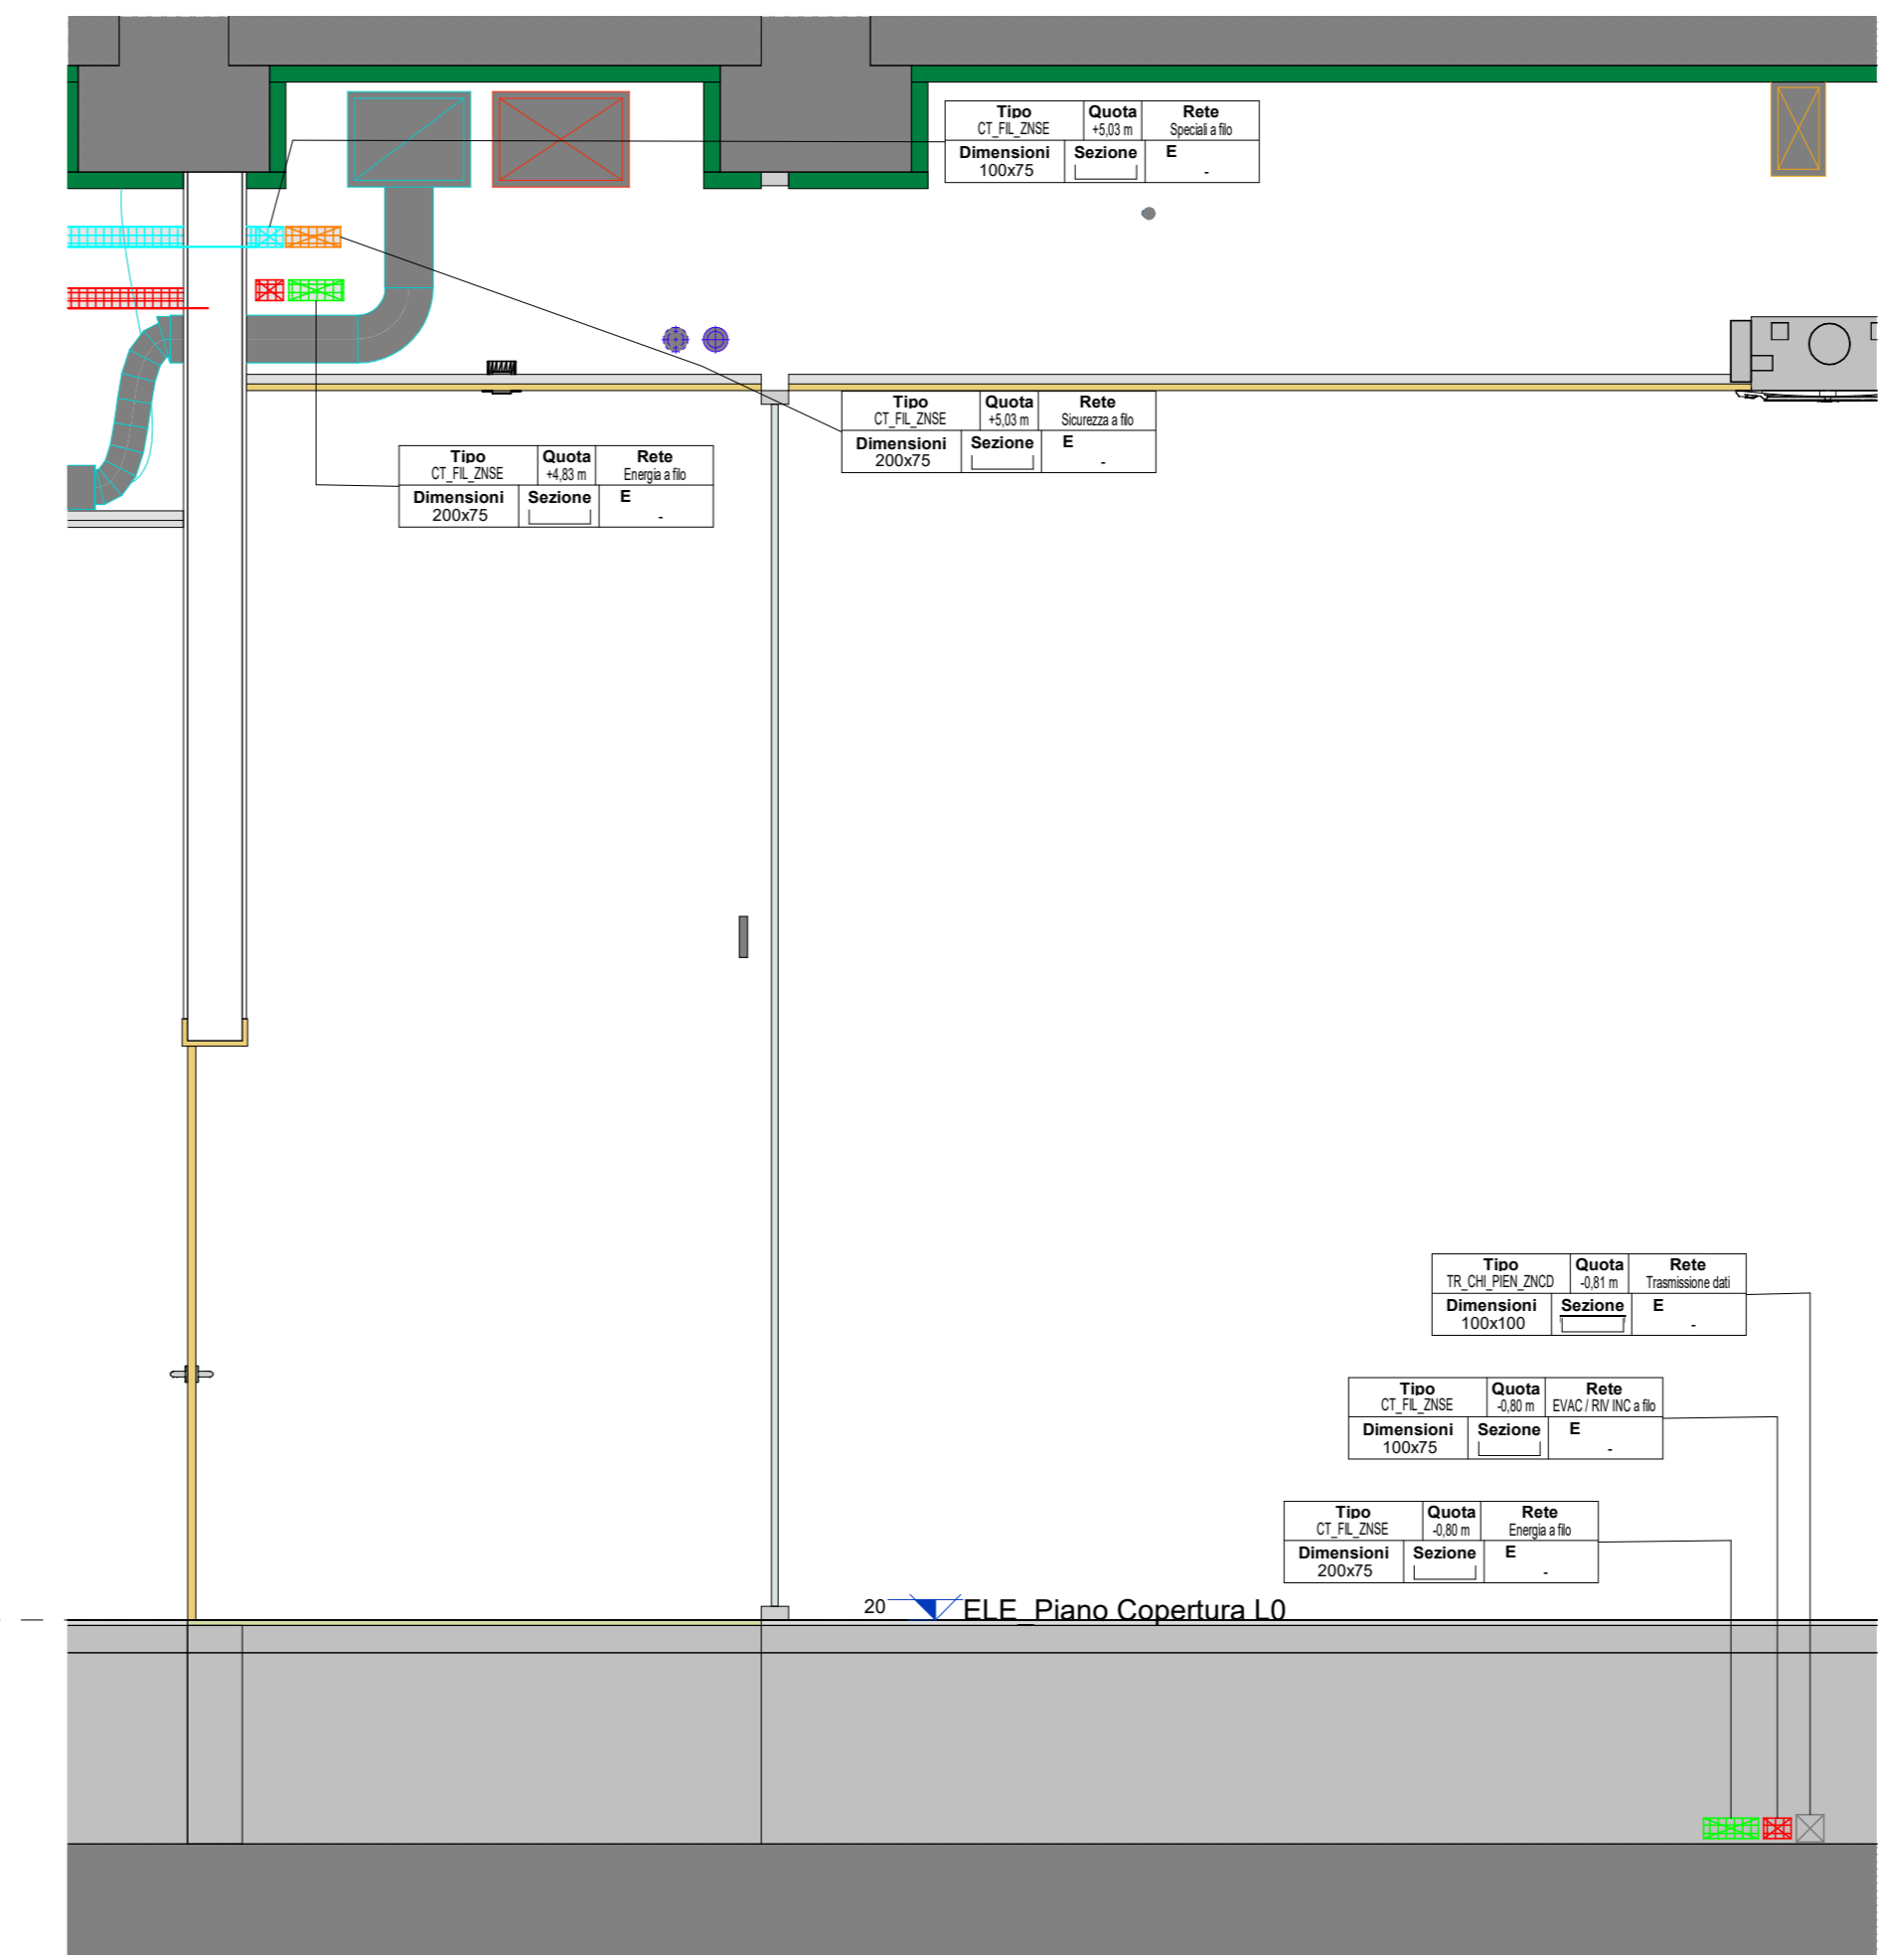 Tipo Quota Rete
CT_FIL_ZNSE +5,03 m Speciali a filo
Dimensioni Sezione E
100x75 -
Tipo Quota Rete
CT_FIL_ZNSE +5,03 m Sicurezza a filo
Dimensioni Sezione E
200x75 -
Tipo Quota Rete
CT_FIL_ZNSE +4,83 m Energia a filo
Dimensioni Sezione E
200x75 -
Tipo Quota Rete
TR_CHI_PIEN_ZNCD -0,81 m Trasmissione dati
Dimensioni Sezione E
100x100 -
Tipo Quota Rete
CT_FIL_ZNSE -0,80 m EVAC / RIV INC a filo
Dimensioni Sezione E
100x75 -
Tipo Quota Rete
CT_FIL_ZNSE -0,80 m Energia a filo
Dimensioni Sezione E
200x75 -
20 ELE_Piano Copertura L0